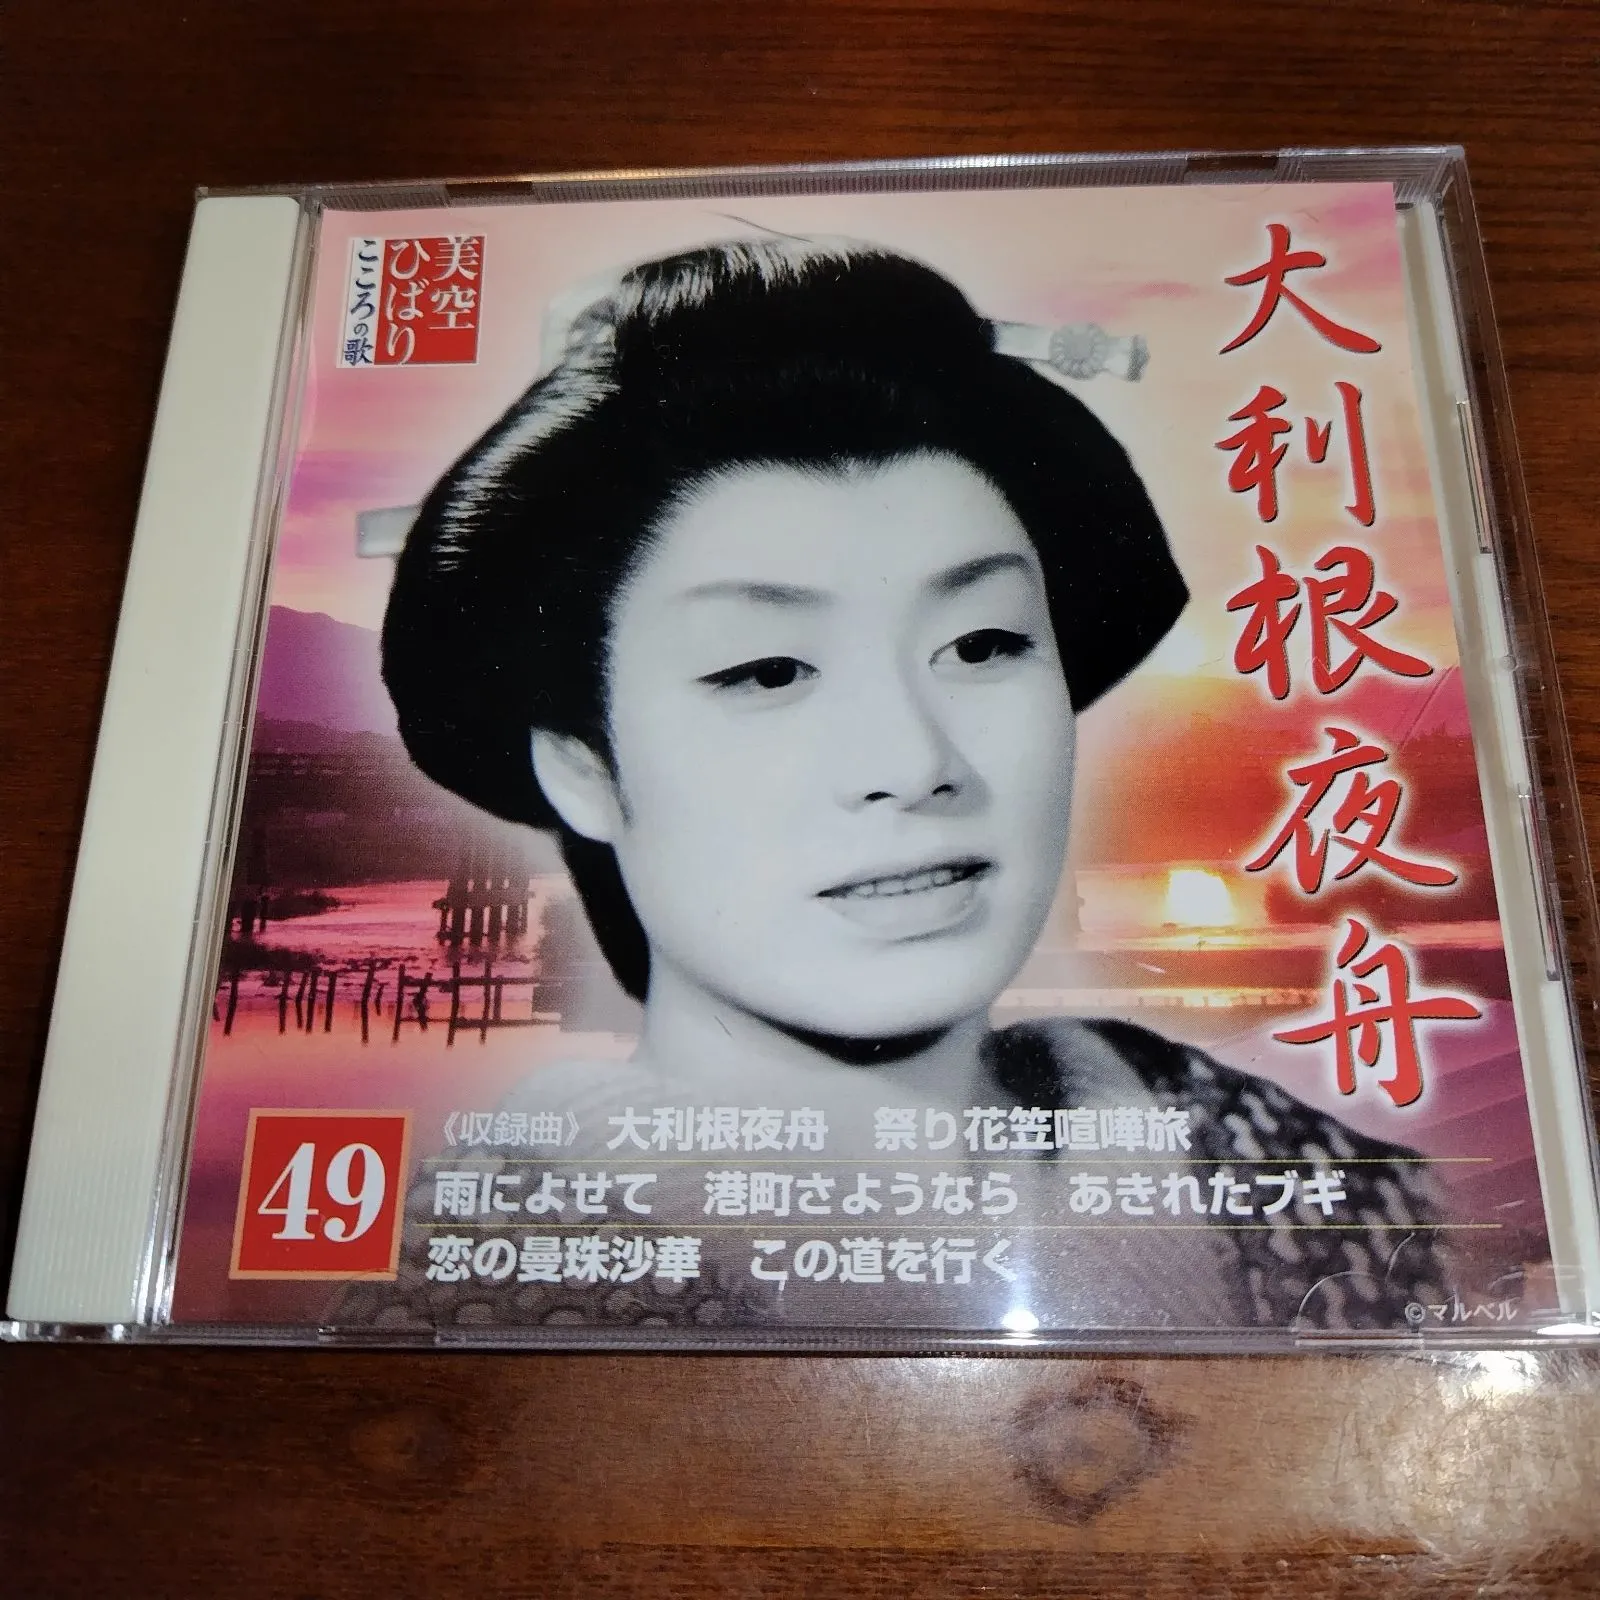 美空
ひばり
こころの歌
大利根夜舟
49
《収録曲》 大利根夜舟 祭り花笠喧嘩旅
雨によせて 港町さようなら あきれたブギ
恋の曼珠沙華 この道を行く
©マルベル